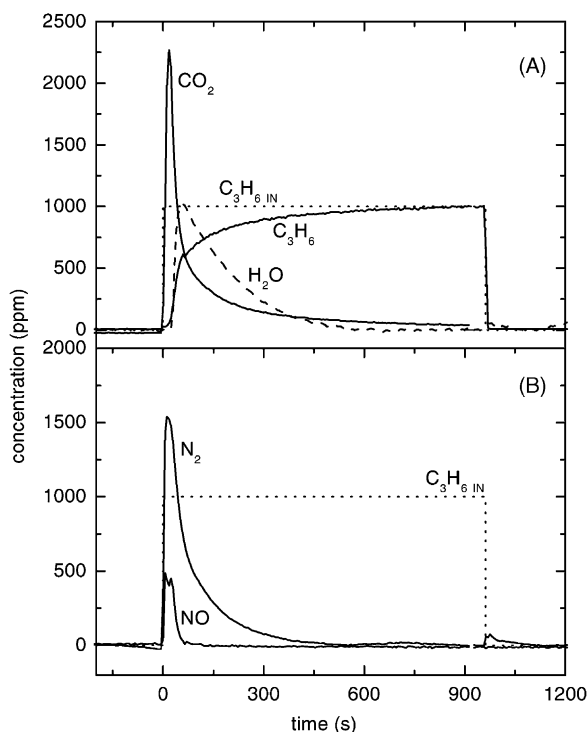 2500
2000
1500
1000
500
0
(A)
CO₂
C₃H₆ IN
C₃H₆
H₂O
2000
1500
1000
500
0
(B)
N₂
C₃H₆ IN
NO
0 300 600 900 1200
time (s)
concentration (ppm)